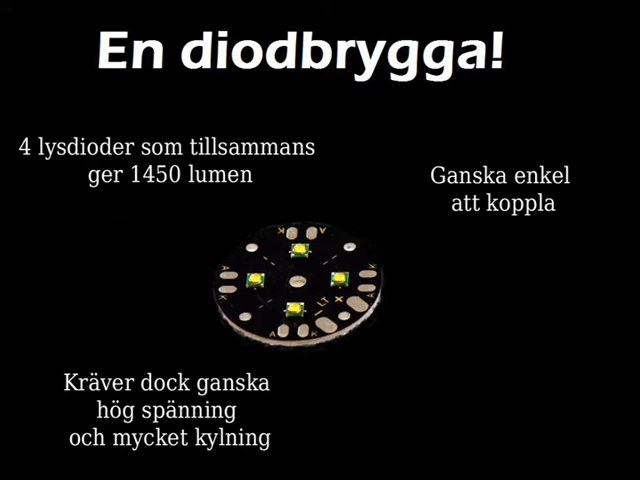 En diodbrygga!
4 lysdioder som tillsammans
ger 1450 lumen
Ganska enkel
att koppla
K A
A K
K A
LT
A K
Kräver dock ganska
hög spänning
och mycket kylning